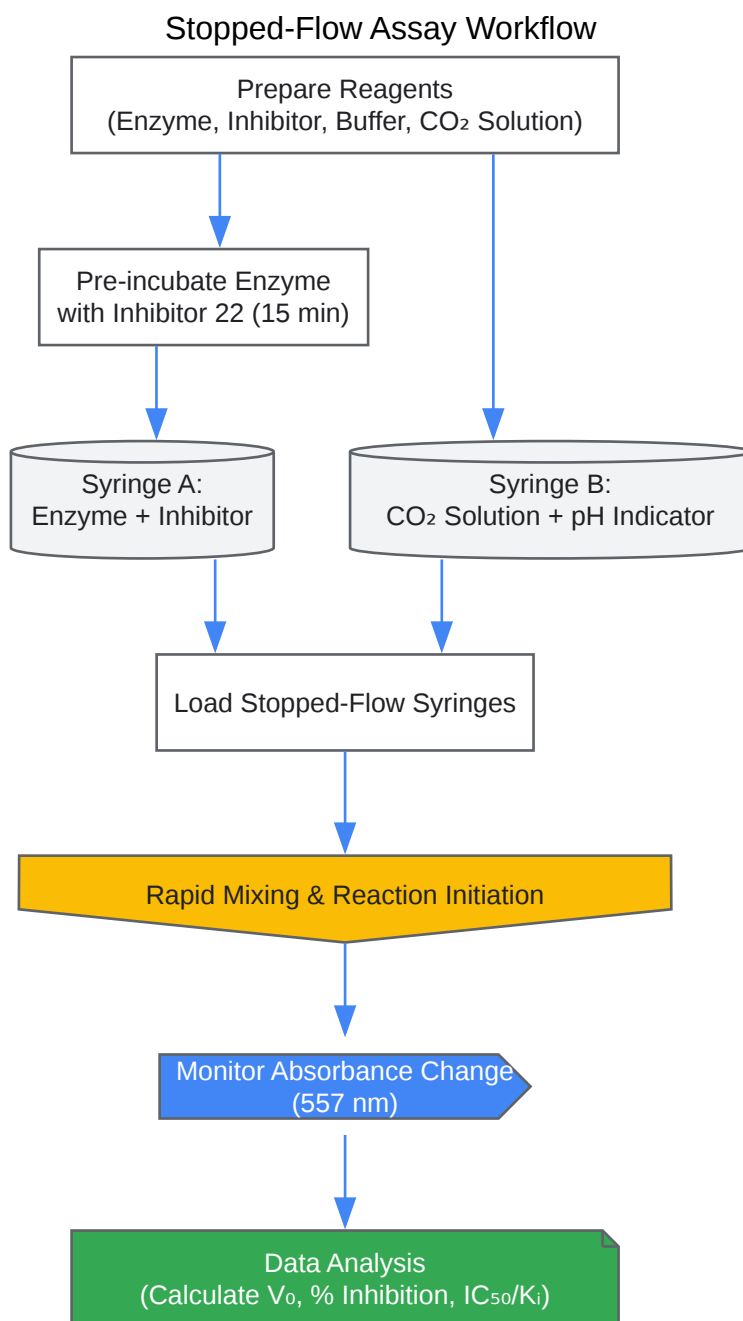 Stopped-Flow Assay Workflow
Prepare Reagents
(Enzyme, Inhibitor, Buffer, CO₂ Solution)
Pre-incubate Enzyme
with Inhibitor 22 (15 min)
Syringe A:
Enzyme + Inhibitor
Syringe B:
CO₂ Solution + pH Indicator
Load Stopped-Flow Syringes
Rapid Mixing & Reaction Initiation
Monitor Absorbance Change
(557 nm)
Data Analysis
(Calculate V₀, % Inhibition, IC₅₀/Kᵢ)